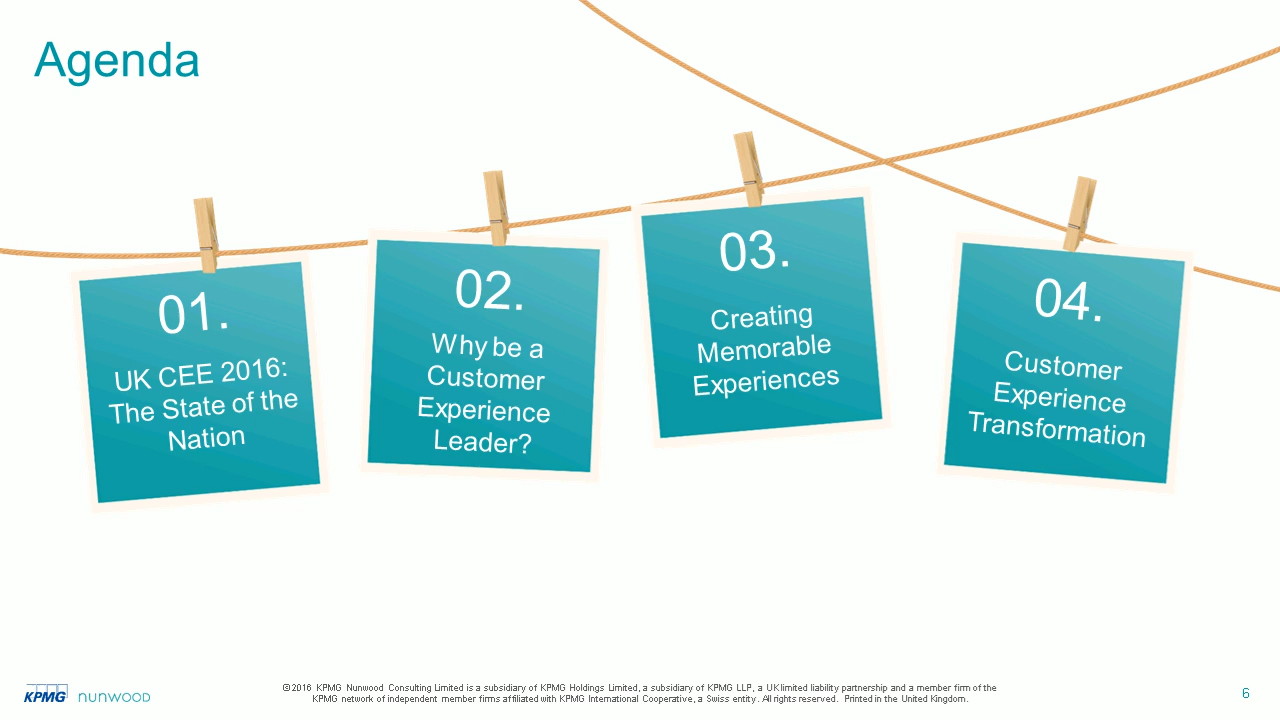 Agenda
01.
UK CEE 2016:
The State of the
Nation
02.
Why be a
Customer
Experience
Leader?
03.
Creating
Memorable
Experiences
04.
Customer
Experience
Transformation
KPMG nunwood
©2016 KPMG Nunwood Consulting Limited is a subsidiary of KPMG Holdings Limited, a subsidiary of KPMG LLP, a UK limited liability partnership and a member firm of the
KPMG network of independent member firms affiliated with KPMG International Cooperative, a Swiss entity. All rights reserved. Printed in the United Kingdom.
6